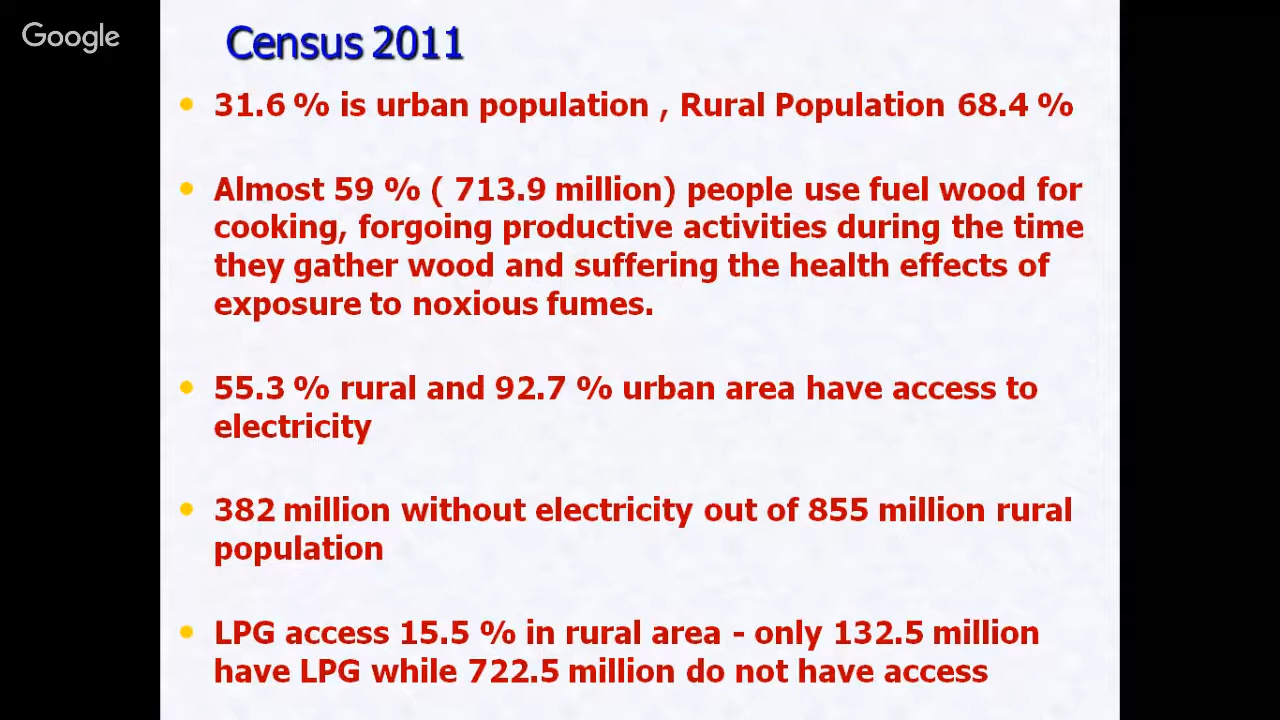 Google
Census 2011
31.6 % is urban population , Rural Population 68.4 %
Almost 59 % ( 713.9 million) people use fuel wood for
cooking, forgoing productive activities during the time
they gather wood and suffering the health effects of
exposure to noxious fumes.
55.3 % rural and 92.7 % urban area have access to
electricity
382 million without electricity out of 855 million rural
population
LPG access 15.5 % in rural area - only 132.5 million
have LPG while 722.5 million do not have access